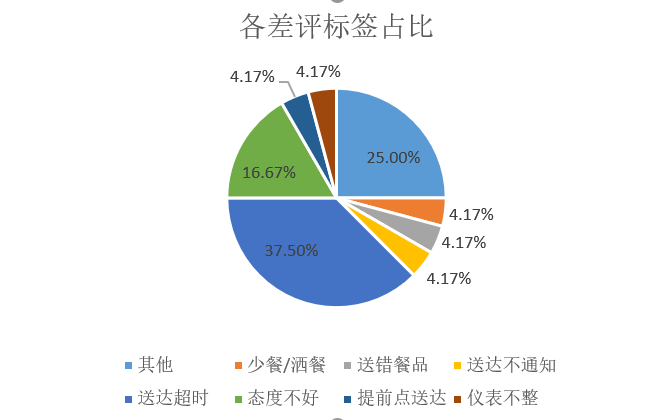 各差评标签占比
4.17%
4.17%
25.00%
16.67%
4.17%
4.17%
37.50%
4.17%
其他
少餐/洒餐
送错餐品
送达不通知
送达超时
态度不好
提前点送达
仪表不整